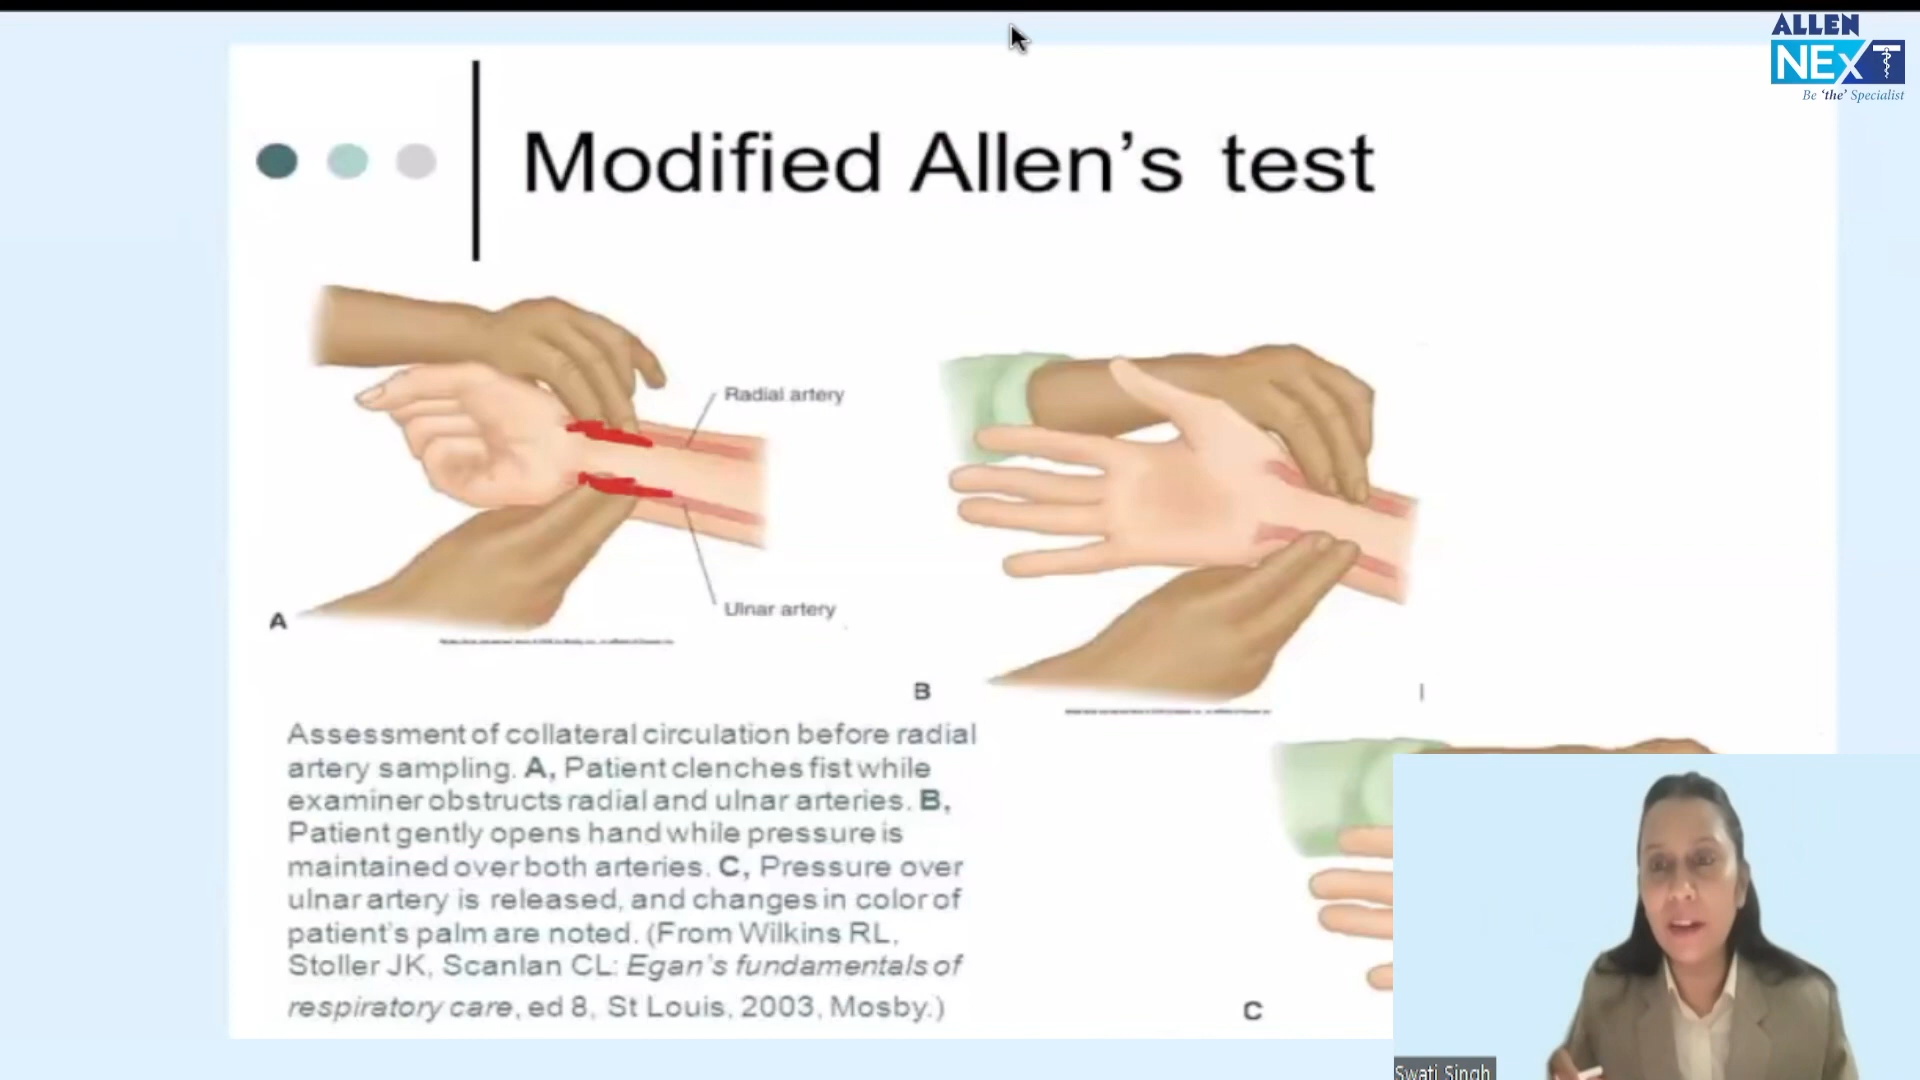 ALLEN
NEXT
Be 'the' Specialist
Modified Allen's test
Radial artery
Ulnar artery
A
B
Assessment of collateral circulation before radial
artery sampling. A, Patient clenches fist while
examiner obstructs radial and ulnar arteries. B,
Patient gently opens hand while pressure is
maintained over both arteries. C, Pressure over
ulnar artery is released, and changes in color of
patient's palm are noted. (From Wilkins RL,
Stoller JK, Scanlan CL: Egan's fundamentals of
respiratory care, ed 8, St Louis, 2003, Mosby.)
C
Swati Singh